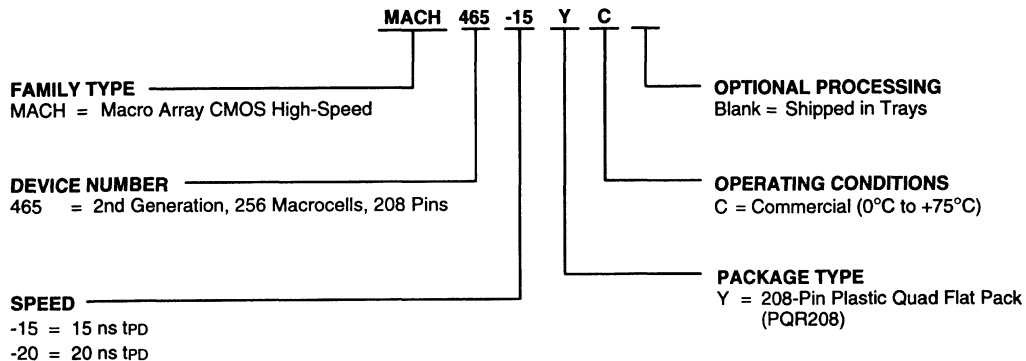 MACH 465 -15 Y C
FAMILY TYPE
MACH = Macro Array CMOS High-Speed
DEVICE NUMBER
465 = 2nd Generation, 256 Macrocells, 208 Pins
SPEED
-15 = 15 ns tPD
-20 = 20 ns tPD
OPTIONAL PROCESSING
Blank = Shipped in Trays
OPERATING CONDITIONS
C = Commercial (0°C to +75°C)
PACKAGE TYPE
Y = 208-Pin Plastic Quad Flat Pack
(PQR208)